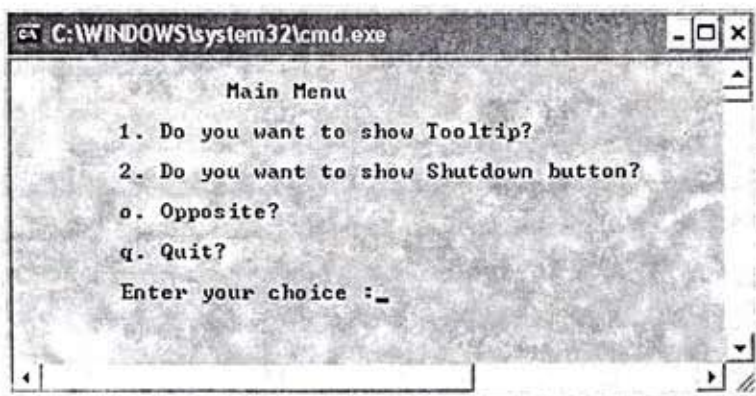 C:\WINDOWS\system32\cmd.exe
Main Menu
1. Do you want to show Tooltip?
2. Do you want to show Shutdown button?
o. Opposite?
q. Quit?
Enter your choice :_